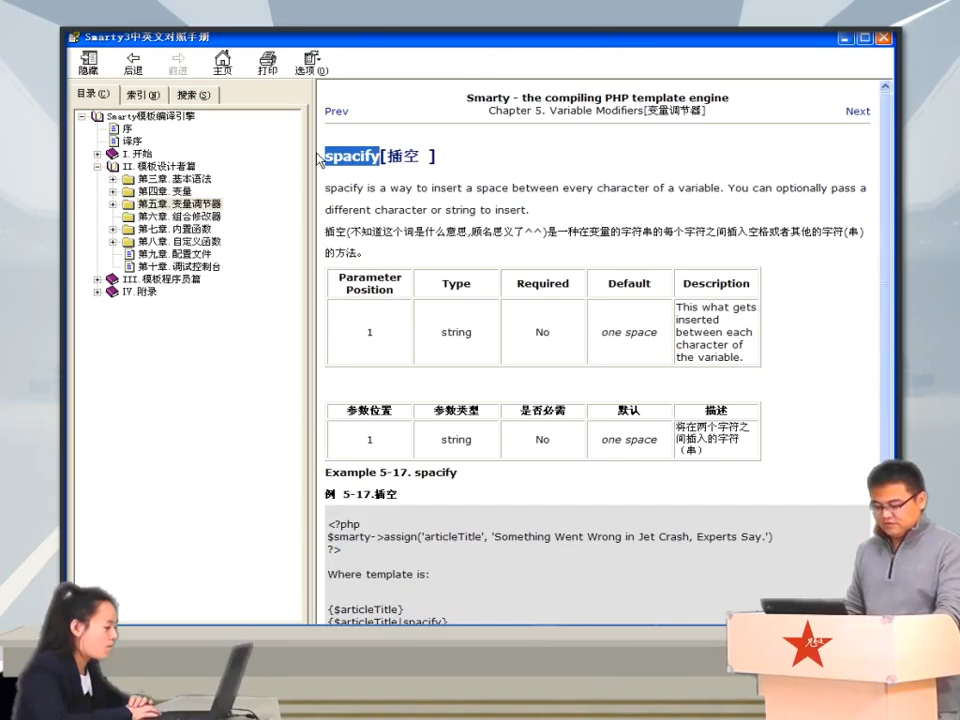 Smarty3中英文对照手册
隐藏 后退 前进 主页 打印 选项(O)
目录(C) 索引(N) 搜索(S)
Smarty模板编译引擎
序
译序
I.开始
II.模板设计者篇
第三章.基本语法
第四章.变量
第五章.变量调节器
第六章.组合修改器
第七章.内置函数
第八章.自定义函数
第九章.配置文件
第十章.调试控制台
III.模板程序员篇
IV.附录
Smarty - the compiling PHP template engine
Prev Chapter 5. Variable Modifiers[变量调节器] Next
spacify[插空 ]
spacify is a way to insert a space between every character of a variable. You can optionally pass a
different character or string to insert.
插空(不知道这个词是什么意思,顾名思义了^^)是一种在变量的字符串的每个字符之间插入空格或者其他的字符(串)
的方法。
Parameter Position Type Required Default Description
1 string No one space This what gets inserted between each character of the variable.
参数位置 参数类型 是否必需 默认 描述
1 string No one space 将在两个字符之间插入的字符(串)
Example 5-17. spacify
例 5-17.插空
<?php
$smarty->assign('articleTitle', 'Something Went Wrong in Jet Crash, Experts Say.')
?>
Where template is:
{$articleTitle}
{$articleTitle|spacify}